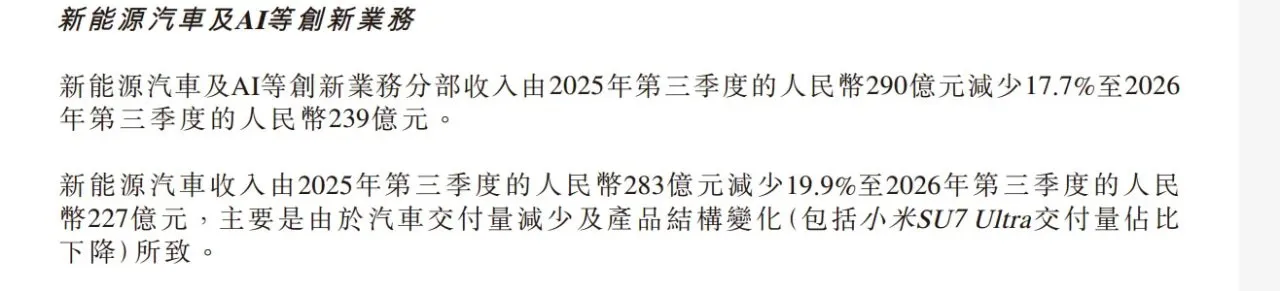 新能源汽車及AI等創新業務
新能源汽車及AI等創新業務分部收入由2025年第三季度的人民幣290億元減少17.7%至2026
年第三季度的人民幣239億元。
新能源汽車收入由2025年第三季度的人民幣283億元減少19.9%至2026年第三季度的人民
幣227億元，主要是由於汽車交付量減少及產品結構變化(包括小米SU7 Ultra交付量佔比
下降)所致。